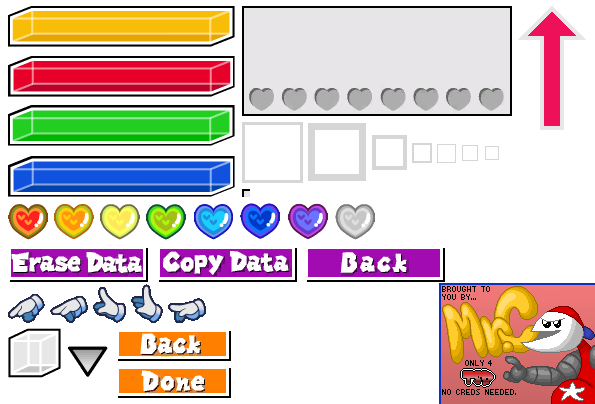 Erase Data
Copy Data
Back
Back
Done
BROUGHT TO
YOU BY...
Mr. C
ONLY 4
NO CREDS NEEDED.